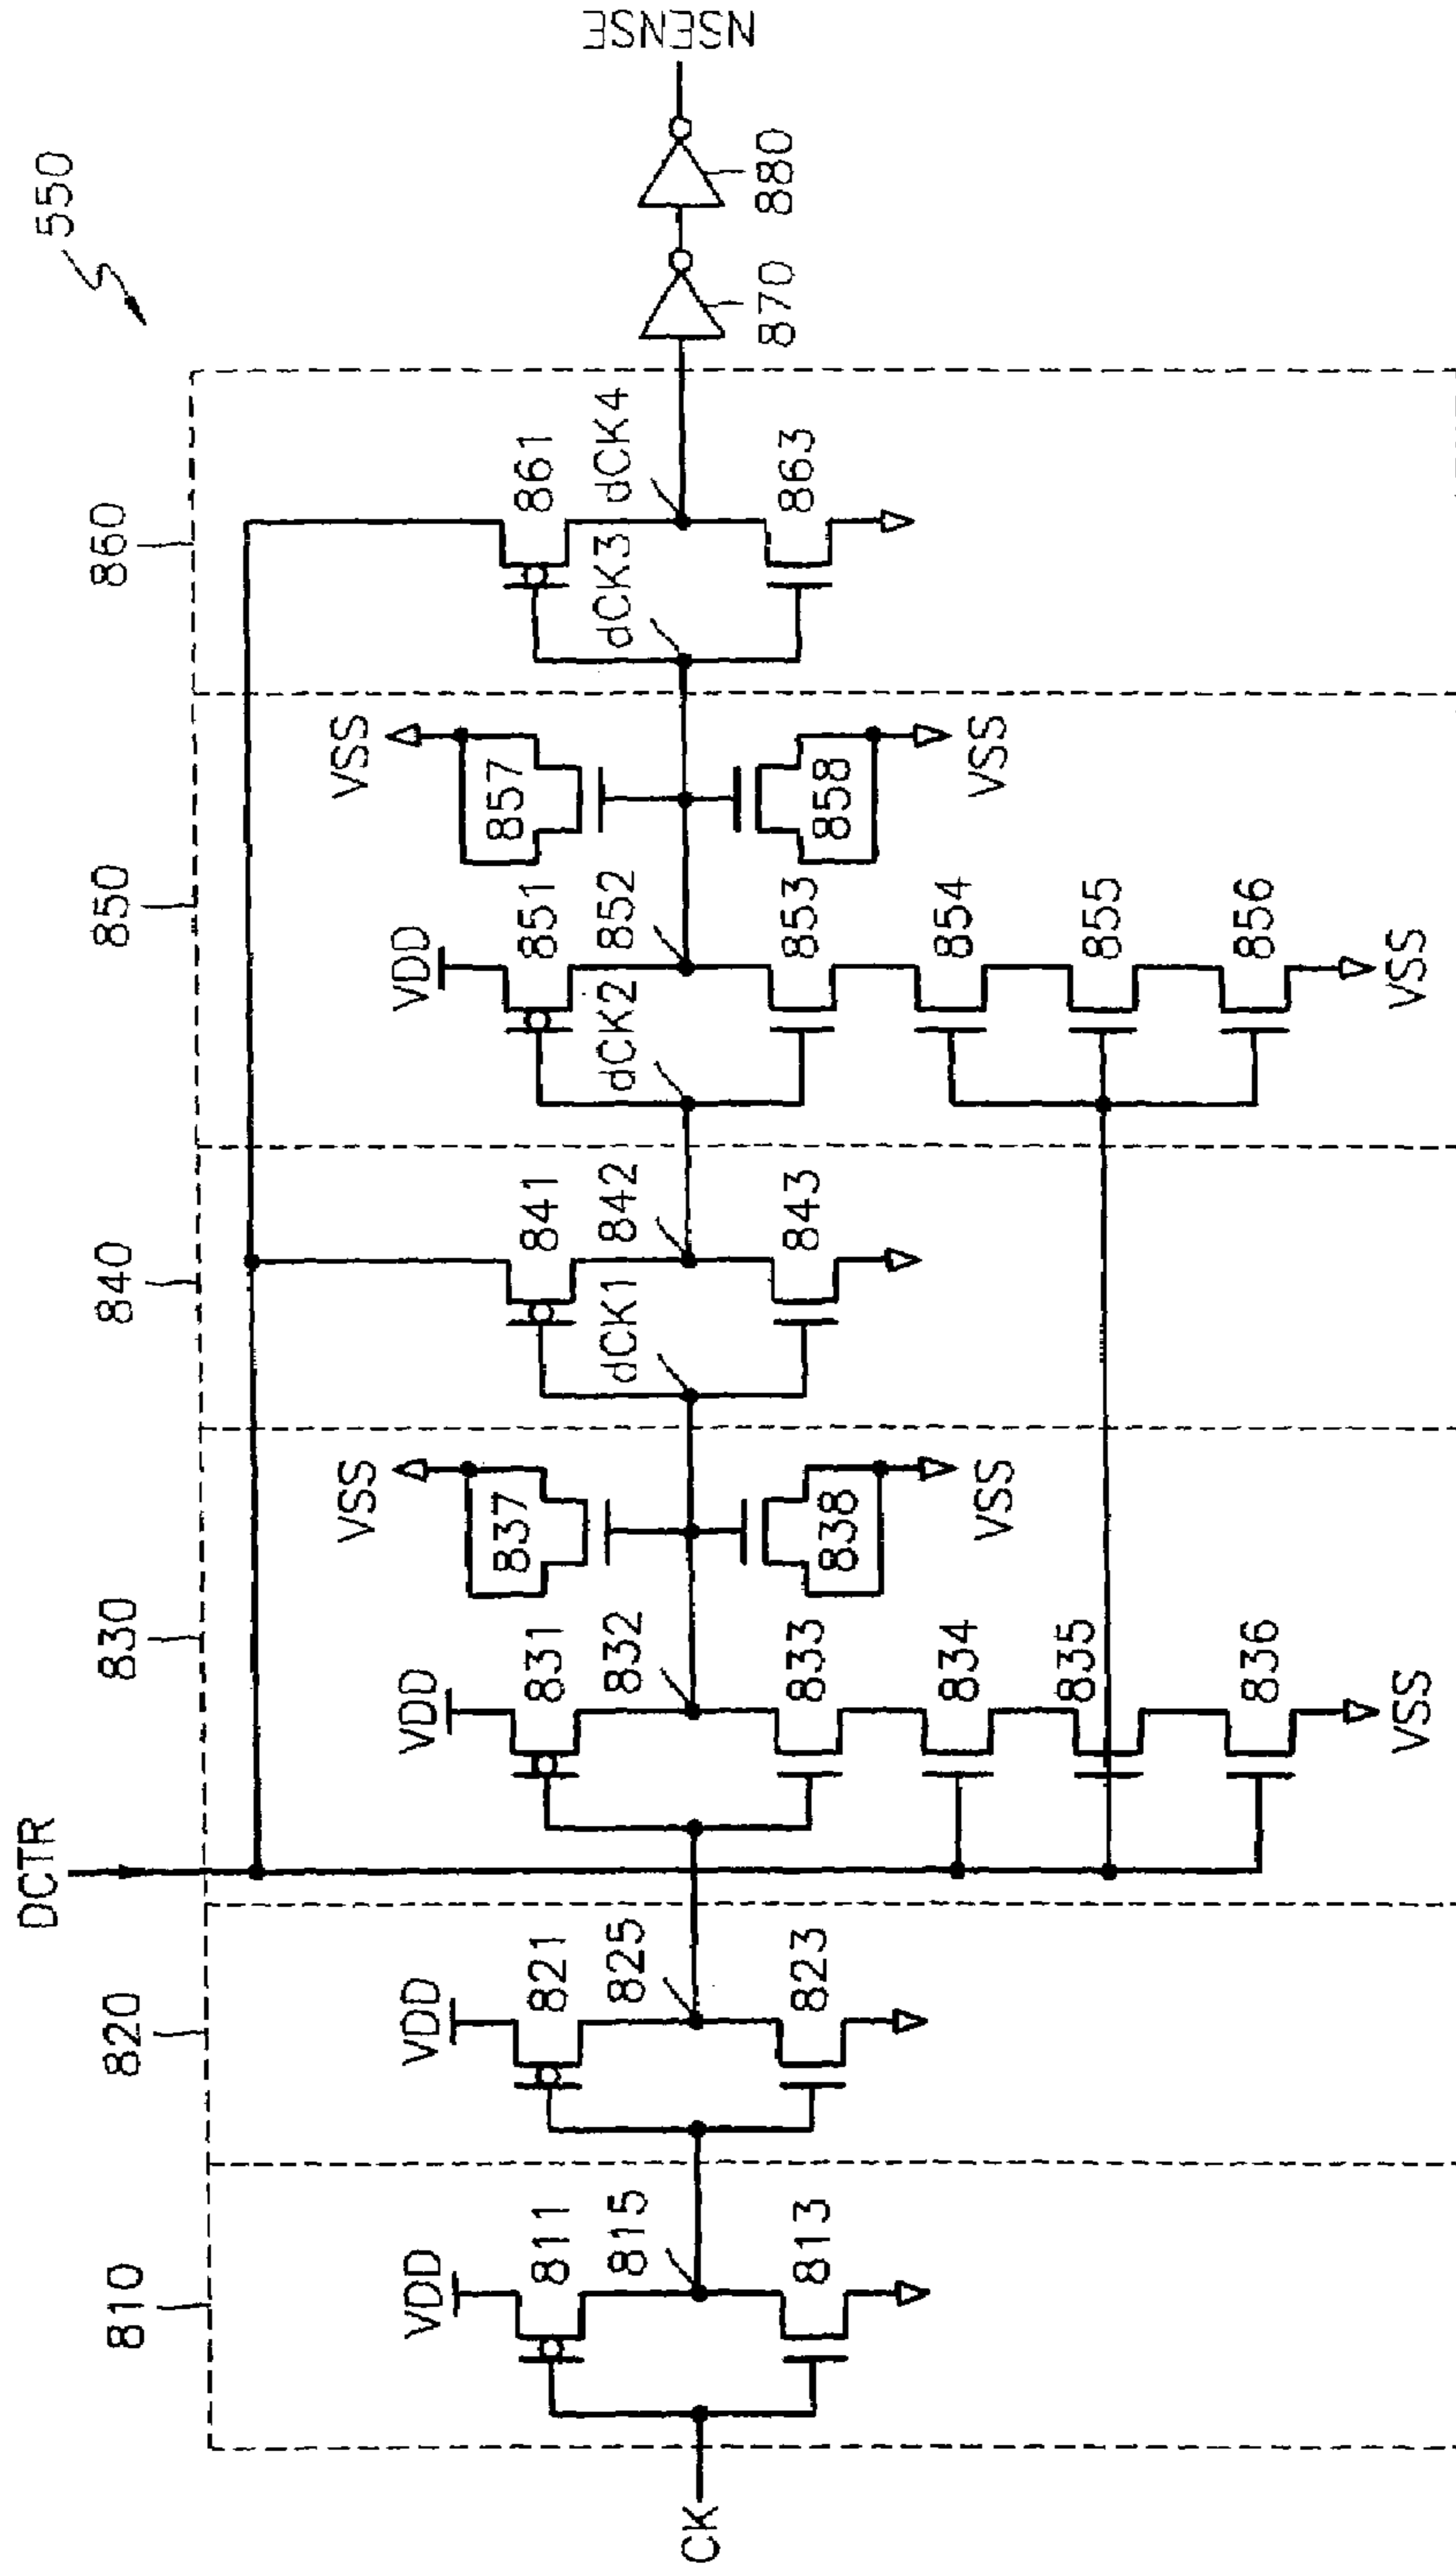 550
810
820
830
840
850
860
DCTR
VDD
811
815
813
VDD
821
825
823
VDD
831
832
833
834
835
836
VSS
VSS
837
838
VSS
dCK1
841
842
843
dCK2
VDD
851
852
853
854
855
856
VSS
VSS
857
858
VSS
dCK3
861
dCK4
863
870
880
NSENSE
CK